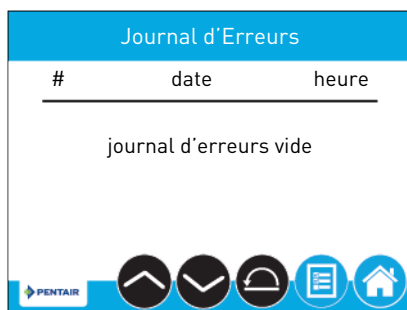 Journal d’Erreurs
# date heure
journal d’erreurs vide
PENTAIR